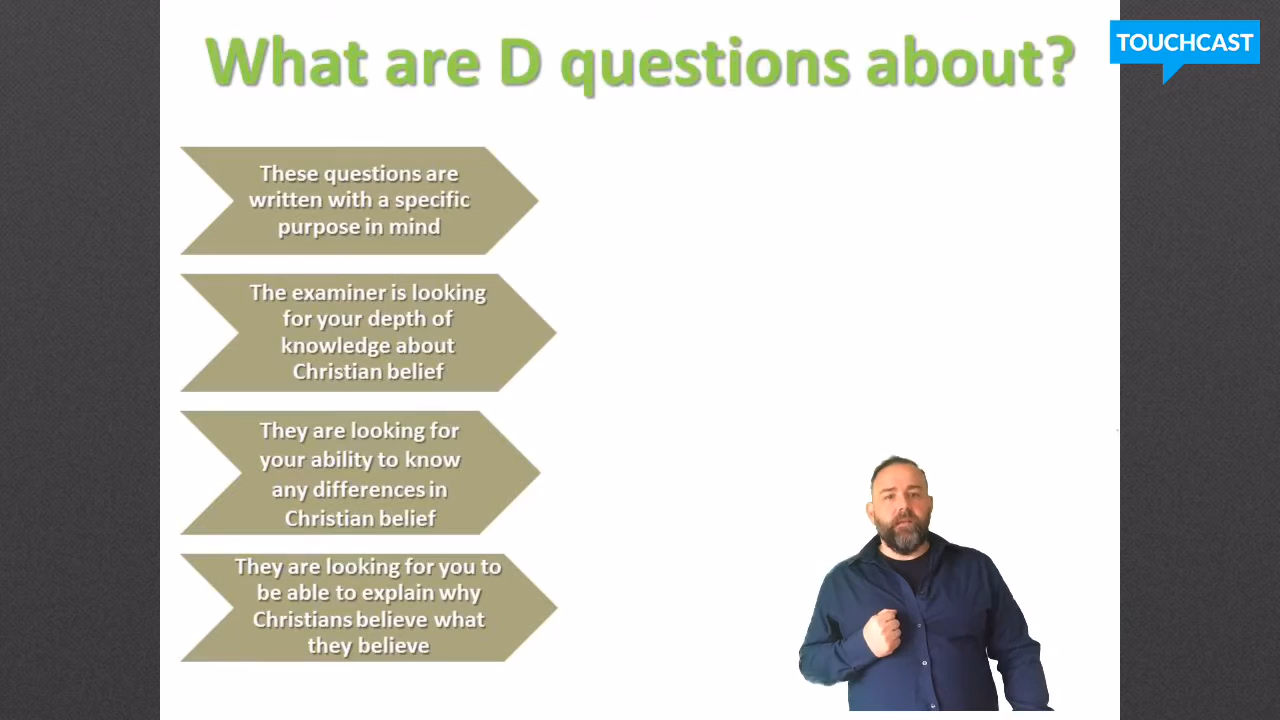 What are D questions about?
TOUCHCAST
These questions are
written with a specific
purpose in mind
The examiner is looking
for your depth of
knowledge about
Christian belief
They are looking for
your ability to know
any differences in
Christian belief
They are looking for you to
be able to explain why
Christians believe what
they believe